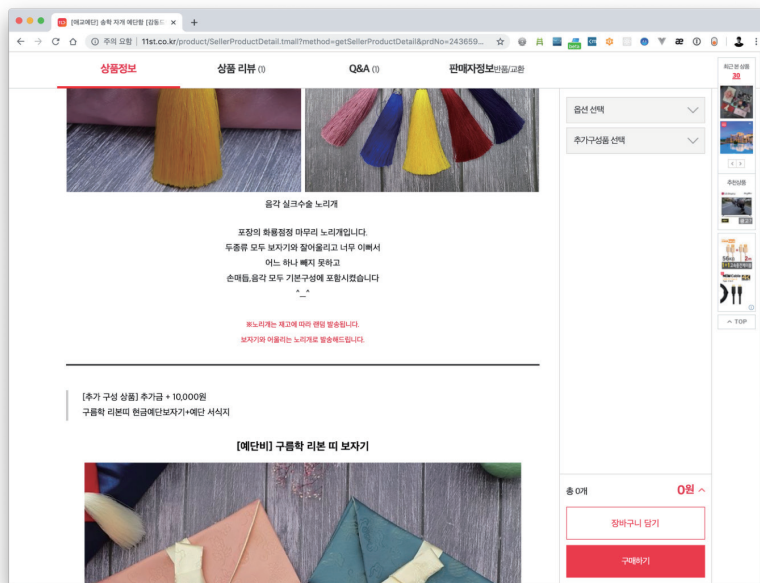 [예교예단] 송학 자개 예단함 [감동드
주의 요함 | 11st.co.kr/product/SellerProductDetail.tmall?method=getSellerProductDetail&prdNo=243659...
상품정보
상품 리뷰 (1)
Q&A (1)
판매자정보반품/교환
음각 실크수술 노리개
포장의 화룡점정 마무리 노리개입니다.
두종류 모두 보자기와 잘어울리고 너무 이뻐서
어느 하나 빼지 못하고
손매듭,음각 모두 기본구성에 포함시켰습니다
^_^
※노리개는 재고에 따라 랜덤 발송됩니다.
보자기와 어울리는 노리개로 발송해드립니다.
[추가 구성 상품] 추가금 + 10,000원
구름학 리본띠 현금예단보자기+예단 서식지
[예단비] 구름학 리본 띠 보자기
옵션 선택
추가구성품 선택
총 0개
0원
장바구니 담기
구매하기
최근 본 상품
30
추천상품
TOP